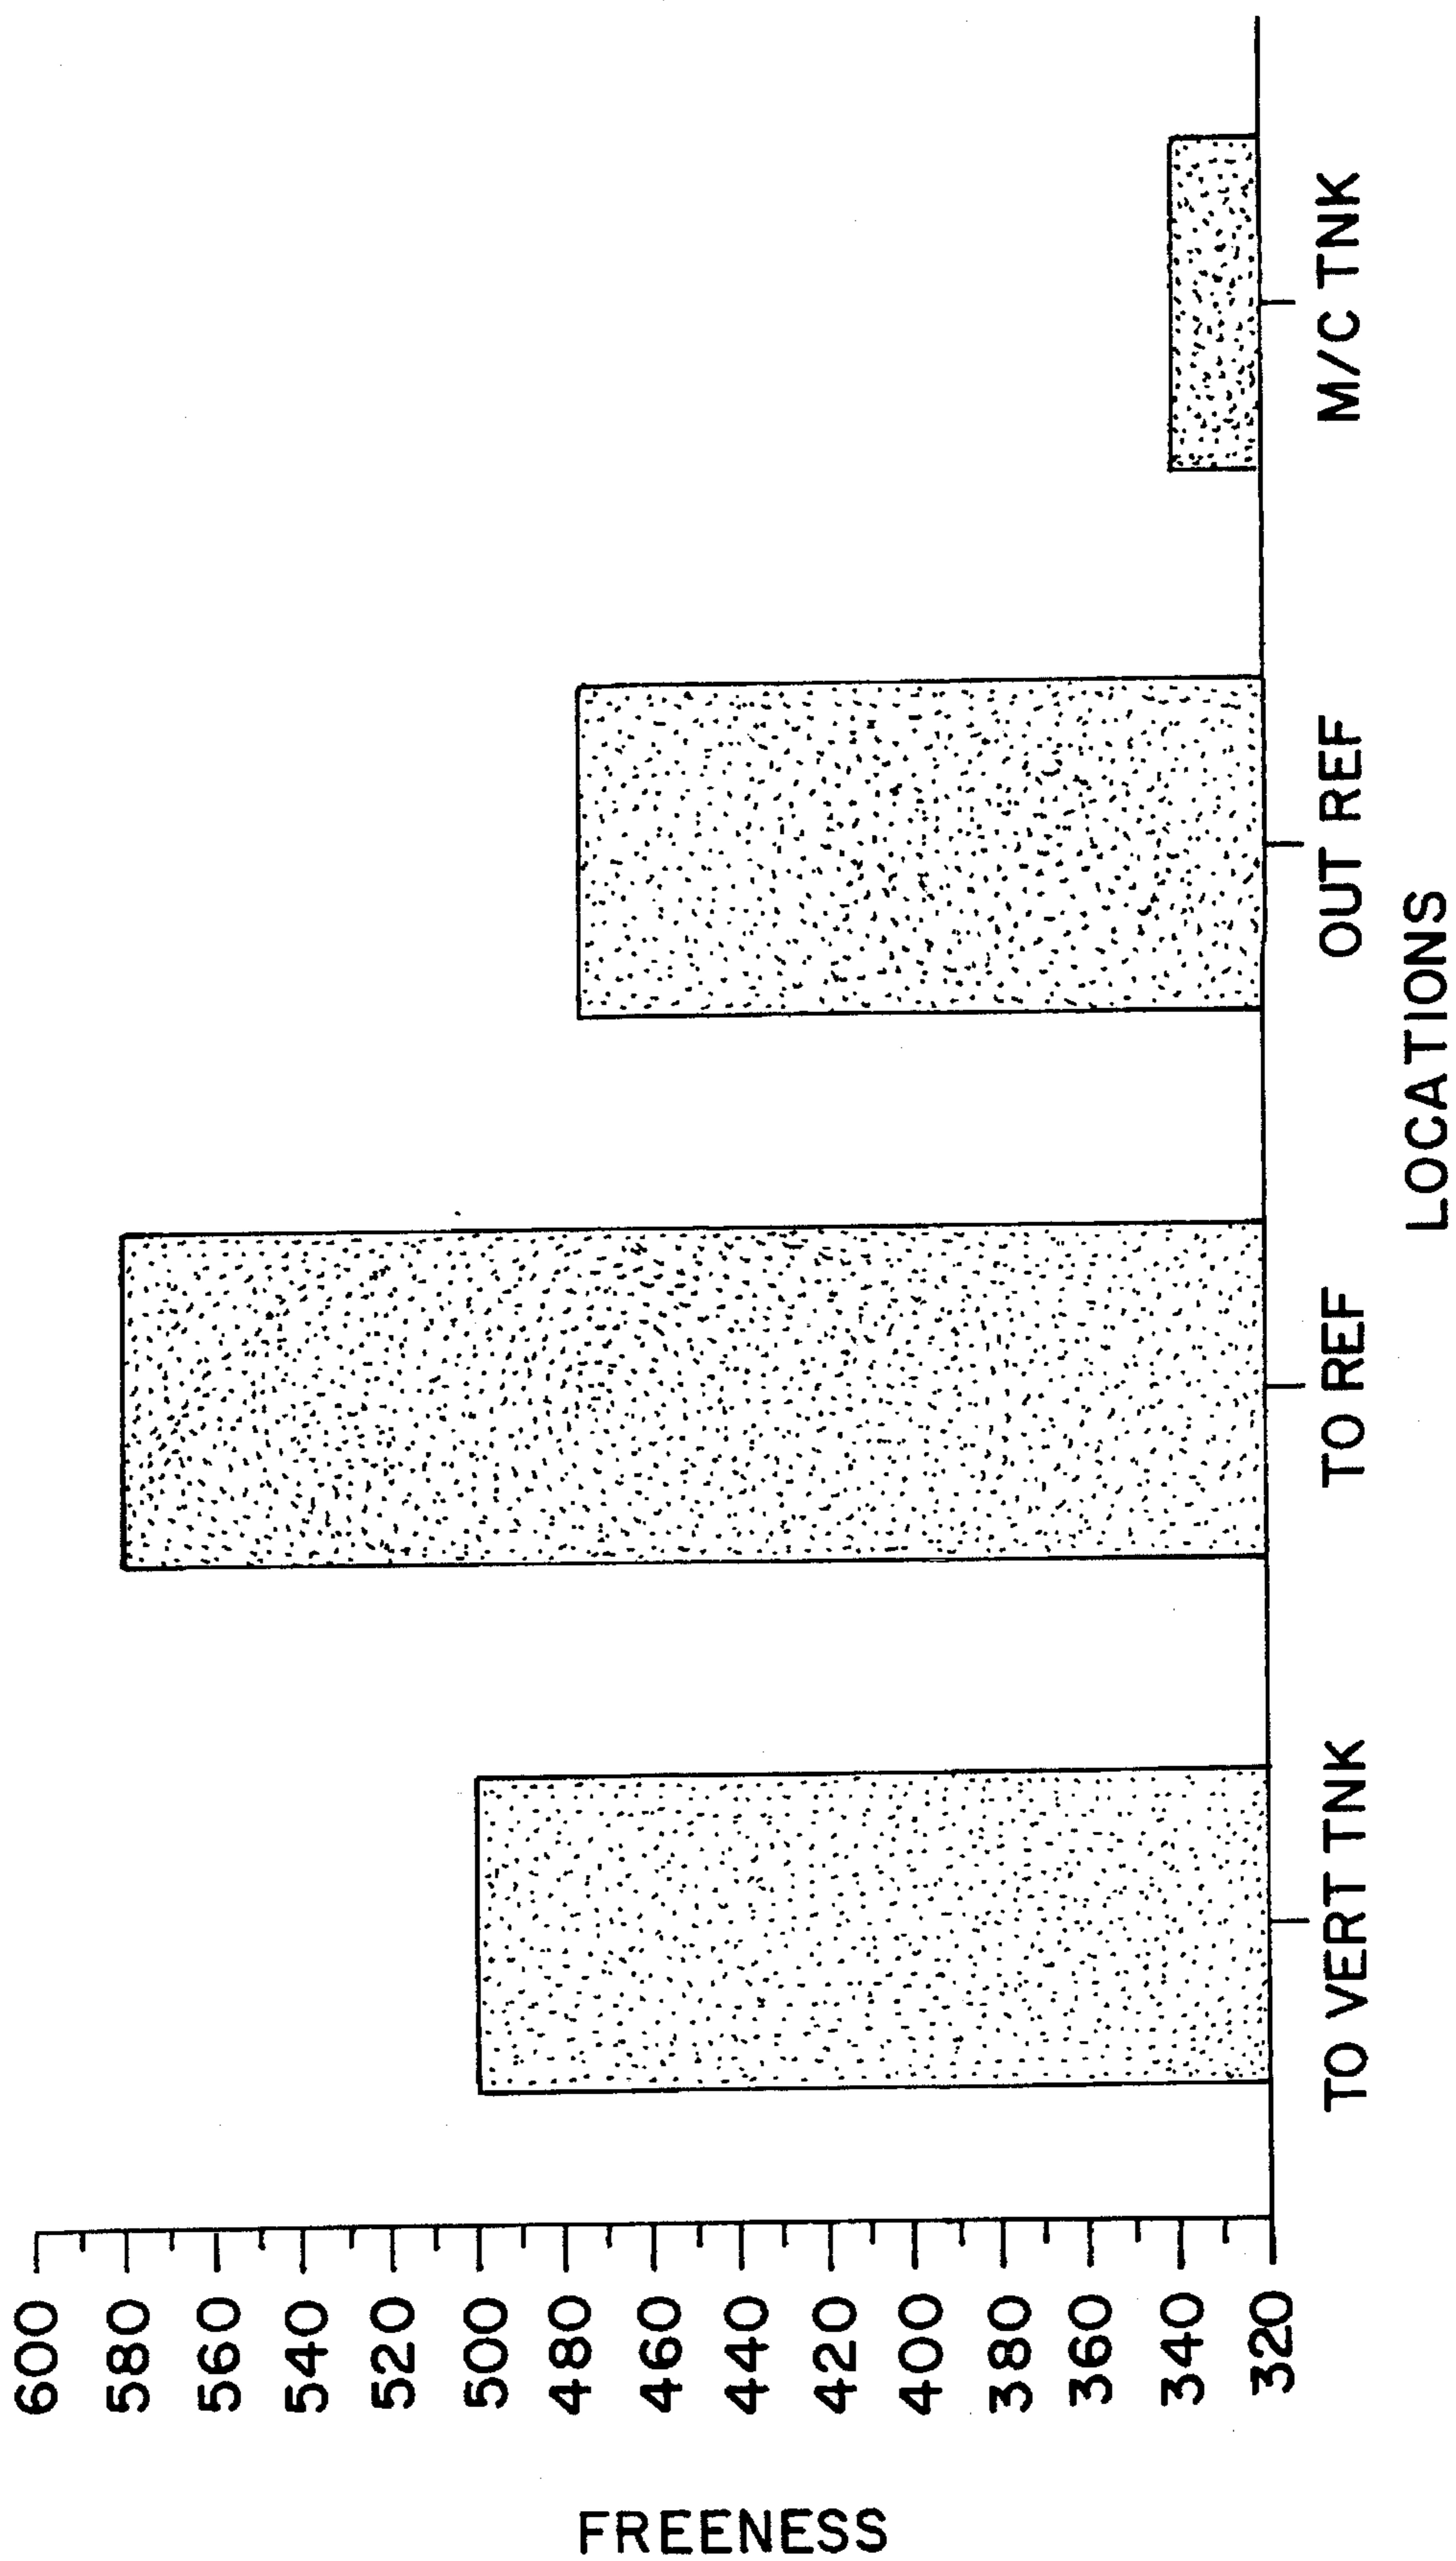 FREENESS
600
580
560
540
520
500
480
460
440
420
400
380
360
340
320
TO VERT TNK
TO REF
OUT REF
M/C TNK
LOCATIONS